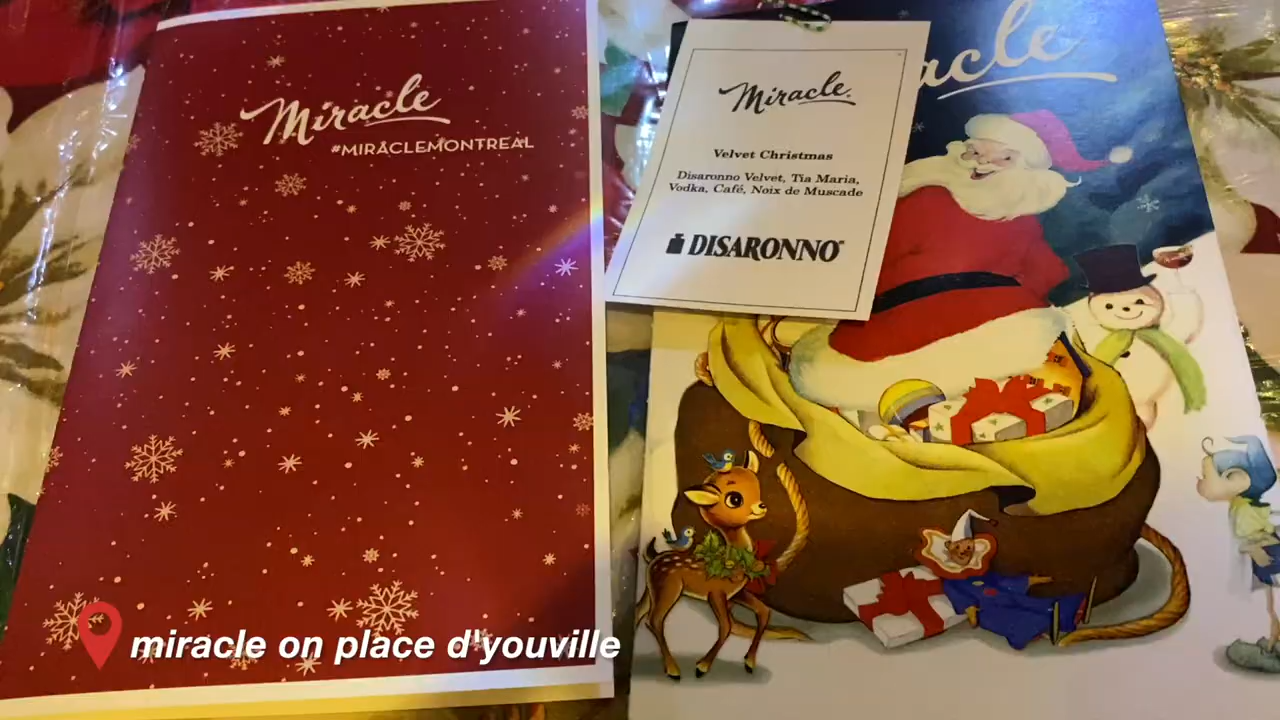 Miracle
#MIRACLEMONTREAL
Miracle
Velvet Christmas
Disaronno Velvet, Tia Maria,
Vodka, Café, Noix de Muscade
DISARONNO
acle
miracle on place d'youville